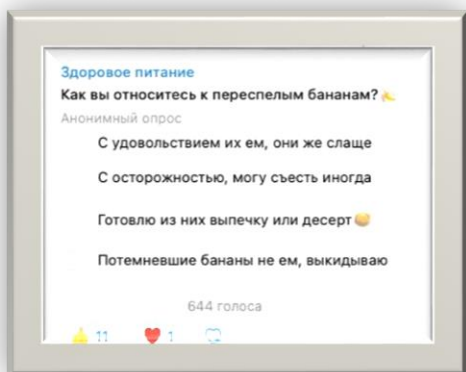 Здоровое питание
Как вы относитесь к переспелым бананам?🍌
Анонимный опрос
С удовольствием их ем, они же слаще
С осторожностью, могу съесть иногда
Готовлю из них выпечку или десерт🥧
Потемневшие бананы не ем, выкидываю
644 голоса
👍 11 ❤️ 1